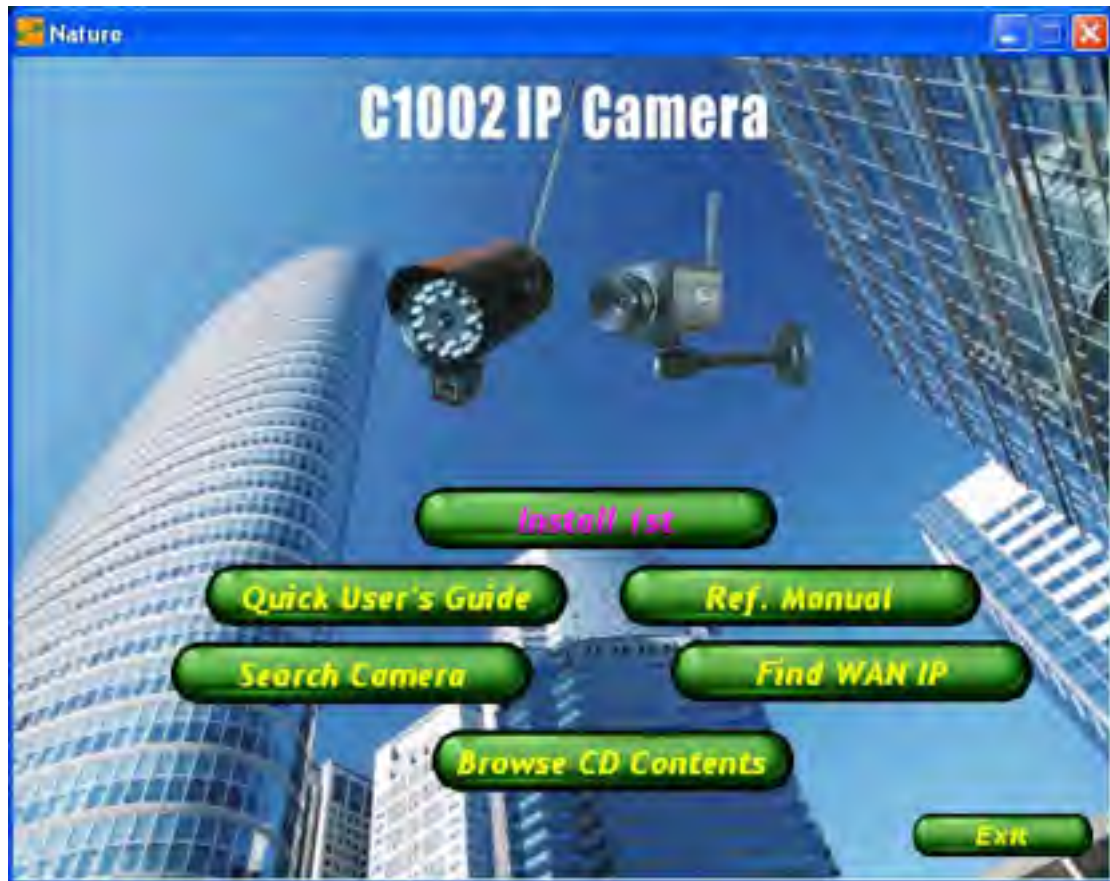 Nature
C1002 IP Camera
Install 1st
Quick User's Guide
Ref. Manual
Search Camera
Find WAN IP
Browse CD Contents
Exit